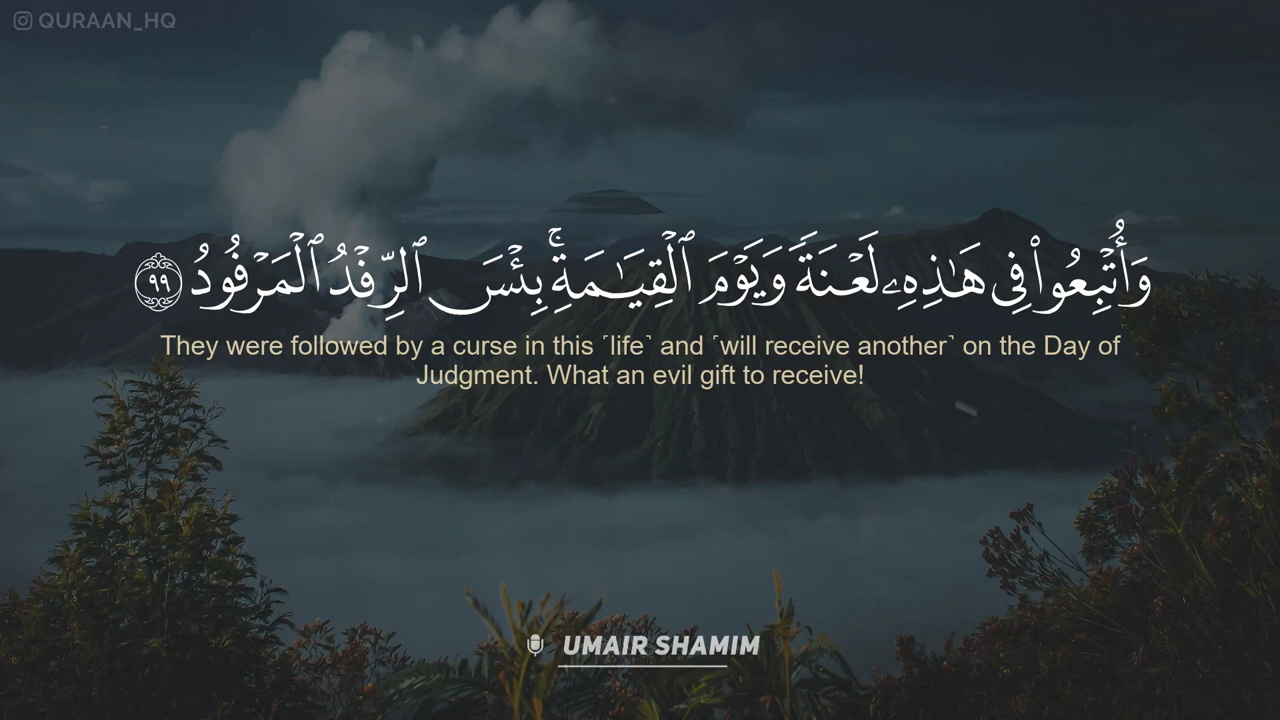 QURAAN_HQ
وَأُتْبِعُوا۟ فِى هَـٰذِهِۦ لَعْنَةً وَيَوْمَ ٱلْقِيَـٰمَةِ ۚ بِئْسَ ٱلرِّفْدُ ٱلْمَرْفُودُ ٩٩
They were followed by a curse in this ˹life˺ and ˹will receive another˺ on the Day of
Judgment. What an evil gift to receive!
UMAIR SHAMIM